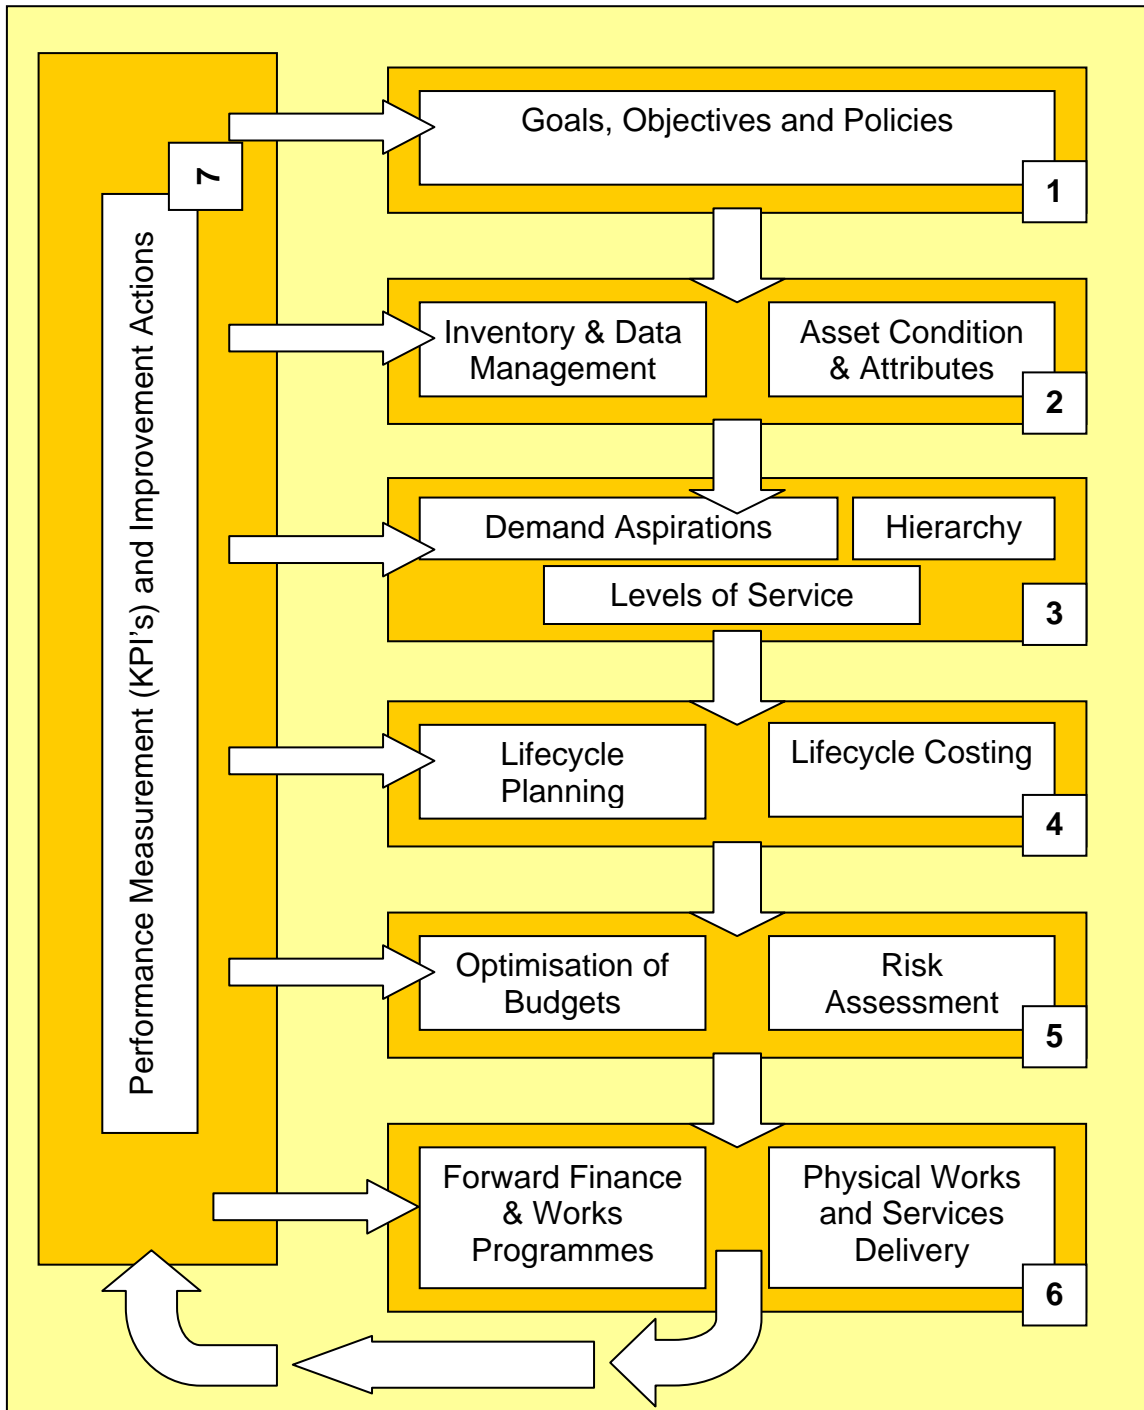 7
Performance Measurement (KPI's) and Improvement Actions
Goals, Objectives and Policies
1
Inventory & Data
Management
Asset Condition
& Attributes
2
Demand Aspirations
Hierarchy
Levels of Service
3
Lifecycle
Planning
Lifecycle Costing
4
Optimisation of
Budgets
Risk
Assessment
5
Forward Finance
& Works
Programmes
Physical Works
and Services
Delivery
6